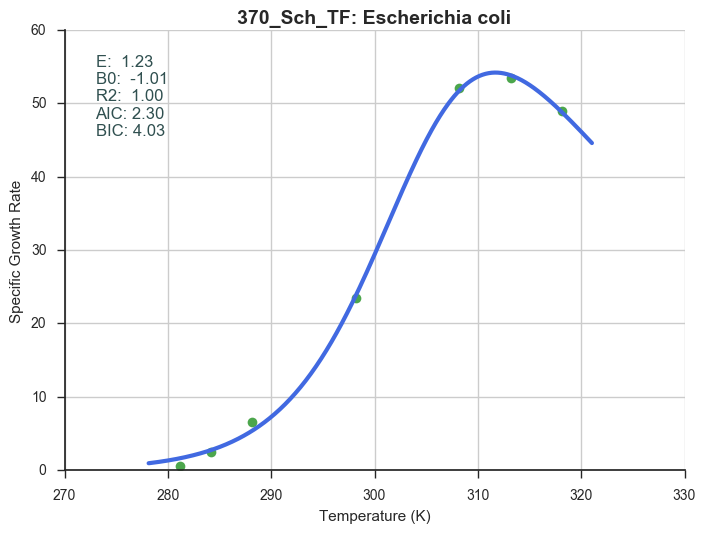 370_Sch_TF: Escherichia coli
E:  1.23
B0:  -1.01
R2:  1.00
AIC: 2.30
BIC: 4.03
60
50
40
30
20
10
0
Specific Growth Rate
270 280 290 300 310 320 330
Temperature (K)